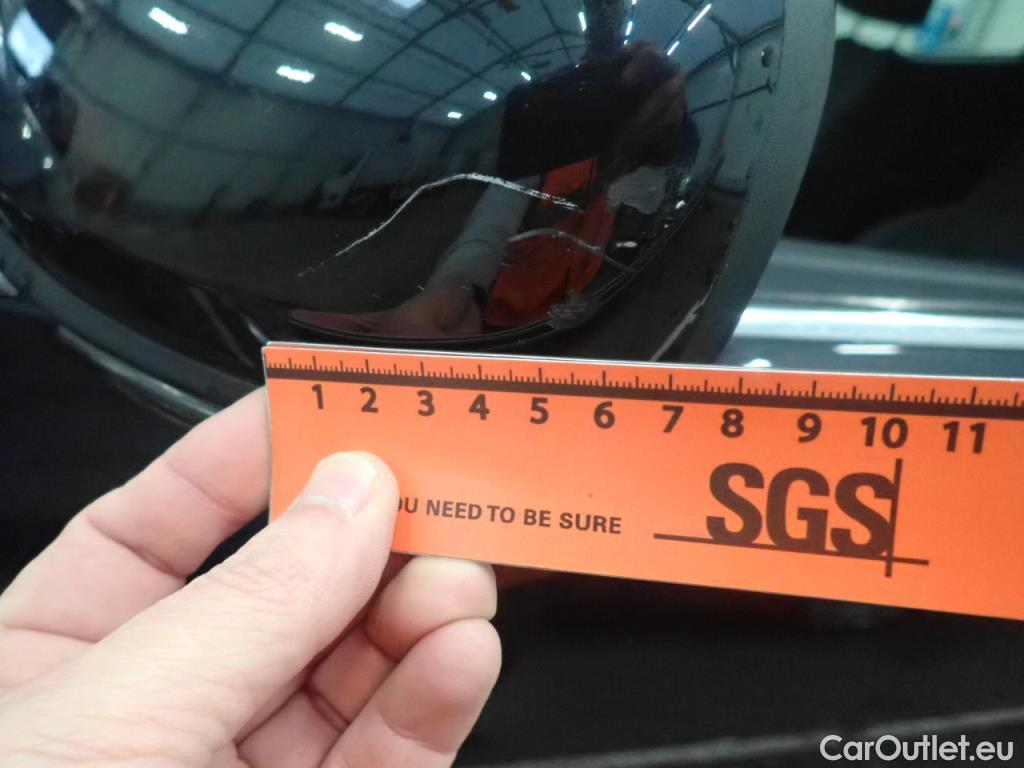 1 2 3 4 5 6 7 8 9 10 11
SGS
OU NEED TO BE SURE
CarOutlet.eu